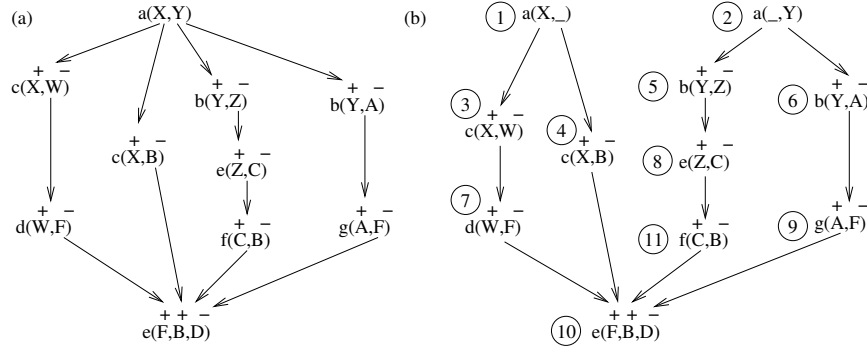 (a)
a(X,Y)
+ −
c(X,W)
+ −
b(Y,Z)
+ −
b(Y,A)
+ −
c(X,B)
+ −
e(Z,C)
+ −
d(W,F)
+ −
f(C,B)
+ −
g(A,F)
+ + −
e(F,B,D)
(b)
1 a(X,_)
2 a(_,Y)
+ −
3 c(X,W)
+ −
4 c(X,B)
+ −
5 b(Y,Z)
+ −
6 b(Y,A)
+ −
7 d(W,F)
+ −
8 e(Z,C)
+ −
9 g(A,F)
+ −
11 f(C,B)
+ + −
10 e(F,B,D)